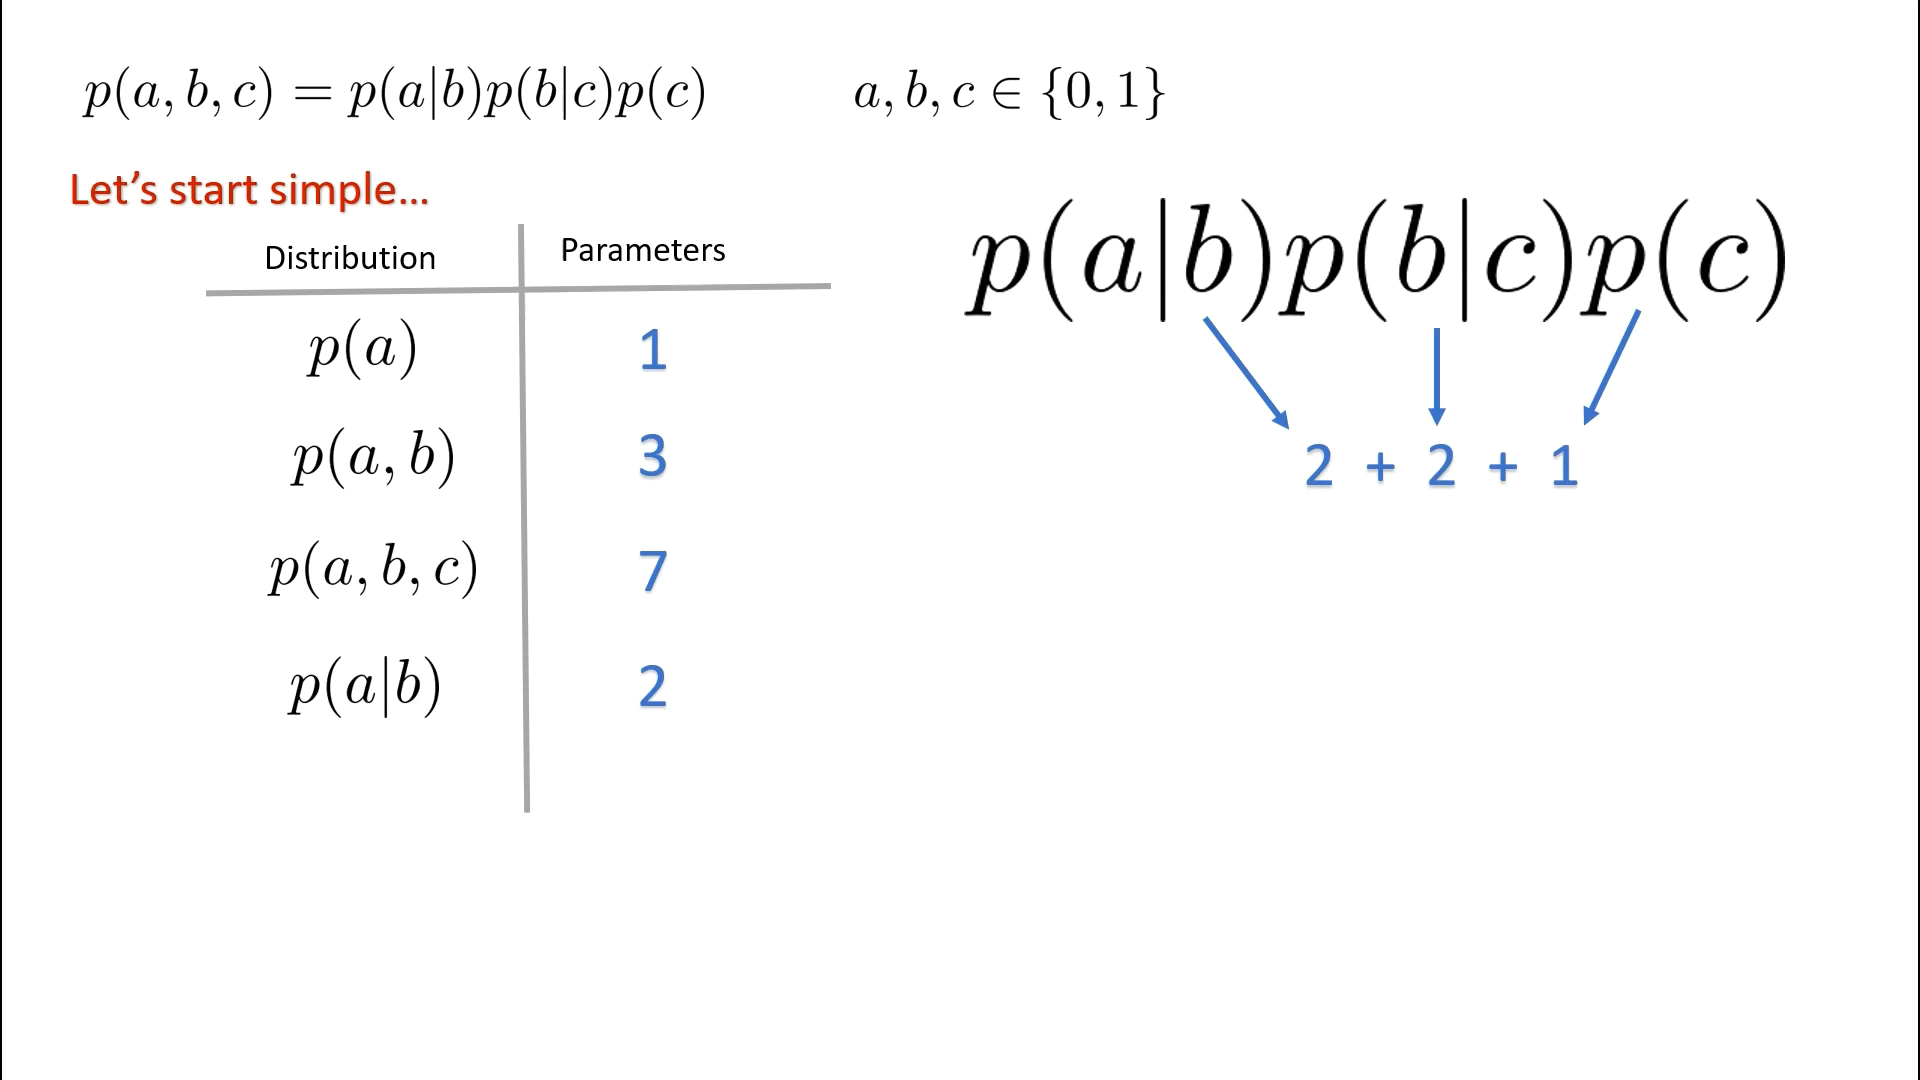 p(a, b, c) = p(a|b)p(b|c)p(c)
a, b, c ∈ {0, 1}
Let’s start simple…
Distribution Parameters
p(a) 1
p(a, b) 3
p(a, b, c) 7
p(a|b) 2
p(a|b)p(b|c)p(c)
2 + 2 + 1